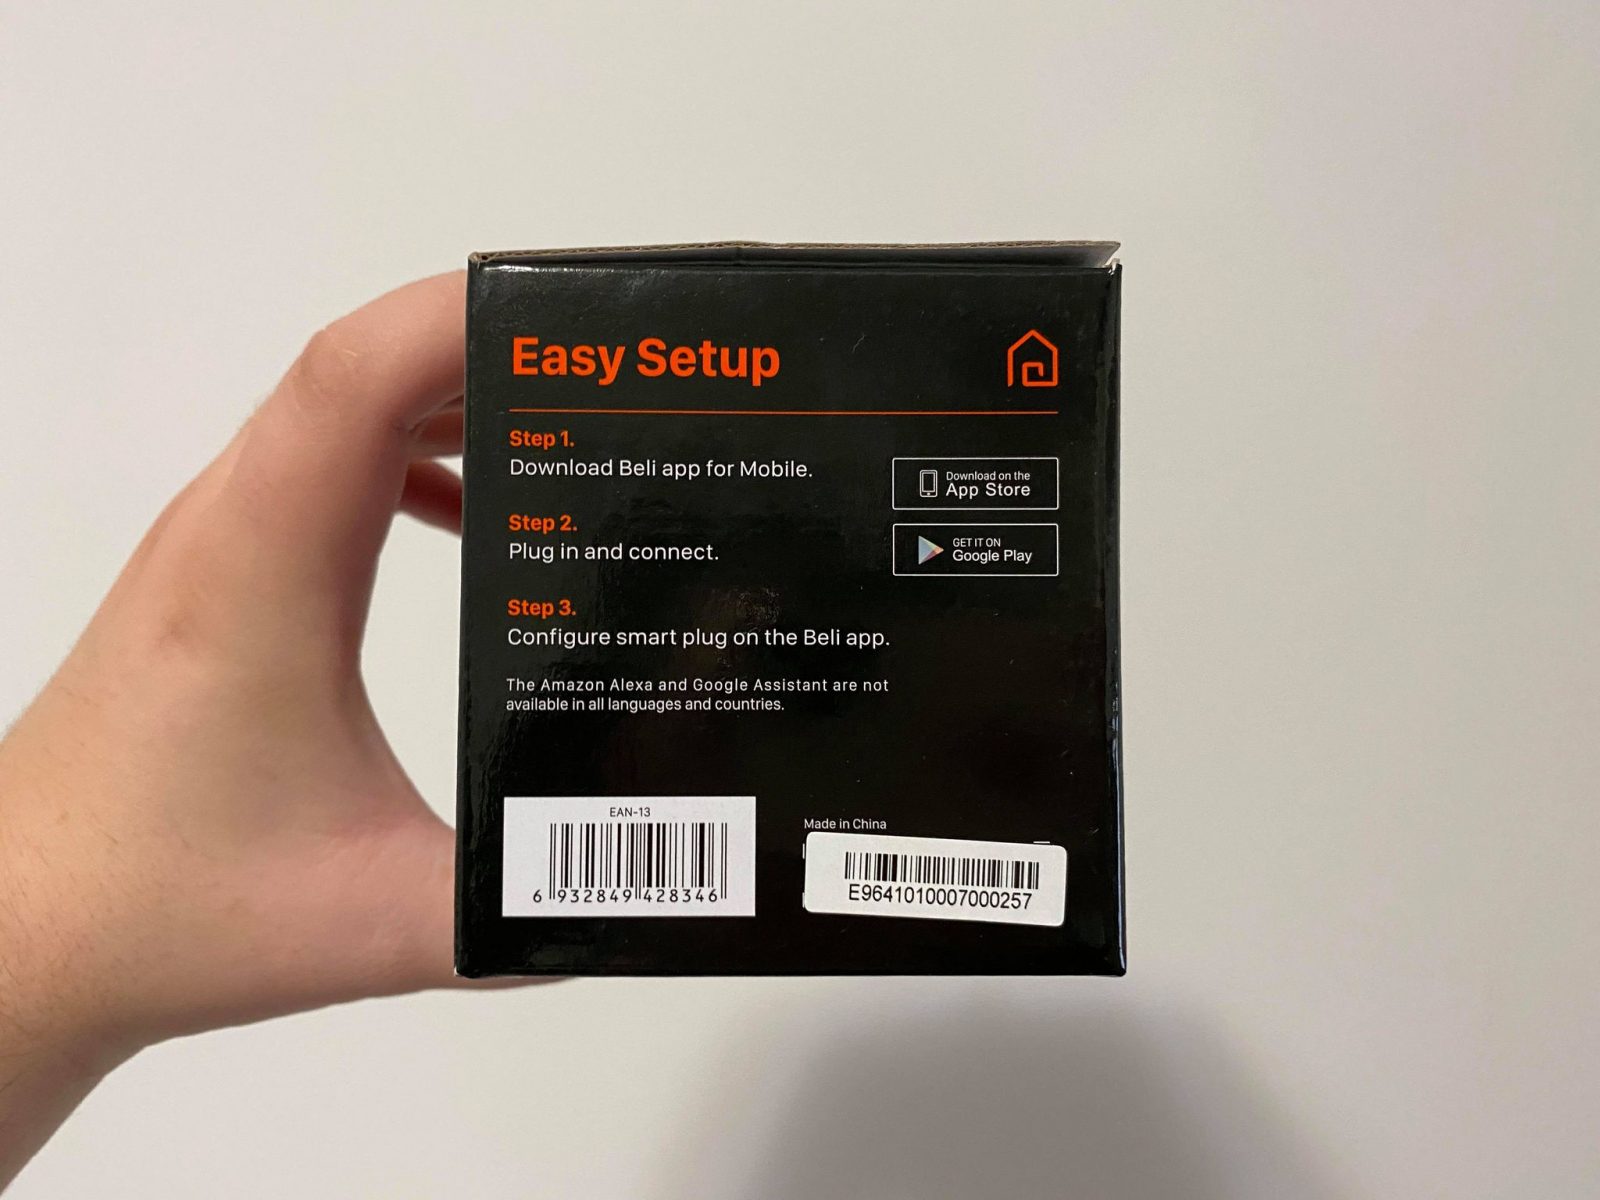 Easy Setup
Step 1.
Download Beli app for Mobile.
Download on the
App Store
Step 2.
Plug in and connect.
GET IT ON
Google Play
Step 3.
Configure smart plug on the Beli app.
The Amazon Alexa and Google Assistant are not
available in all languages and countries.
EAN-13
6 932849 428346
Made in China
E9641010007000257